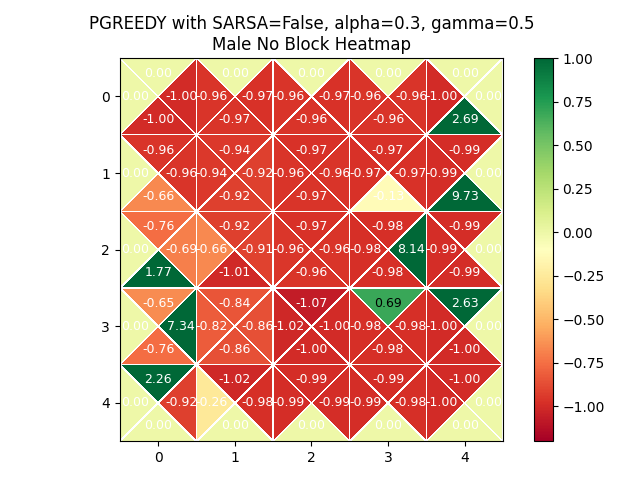 PGREEDY with SARSA=False, alpha=0.3, gamma=0.5
Male No Block Heatmap
0.00 0.00 0.00 0.00 0.00
0 0.00 -1.00 -0.96 -0.97 -0.96 -0.97 -0.96 -0.96 -0.96 -1.00 0.00
-1.00 -0.97 -0.96 -0.96 2.69
-0.96 -0.94 -0.97 -0.97 -0.99
1 0.00 -0.96 -0.94 -0.92 -0.96 -0.96 -0.97 -0.97 -0.99 0.00
-0.66 -0.92 -0.97 9.73
-0.76 -0.92 -0.97 -0.98 -0.99
2 0.00 -0.69 -0.66 -0.91 -0.96 -0.96 -0.98 8.14 -0.99 0.00
1.77 -1.01 -0.96 -0.98 -0.99
-0.65 -0.84 -1.07 0.69 2.63
3 0.00 7.34 -0.82 -0.86 -1.02 -1.00 -0.98 -0.98 -1.00 0.00
-0.76 -0.86 -1.00 -0.98 -1.00
2.26 -1.02 -0.99 -0.99 -1.00
4 0.00 -0.92 -0.26 -0.98 -0.99 -0.99 -0.99 -0.98 -1.00 0.00
0.00 0.00 0.00 0.00 0.00
0 1 2 3 4
1.00
0.75
0.50
0.25
0.00
−0.25
−0.50
−0.75
−1.00